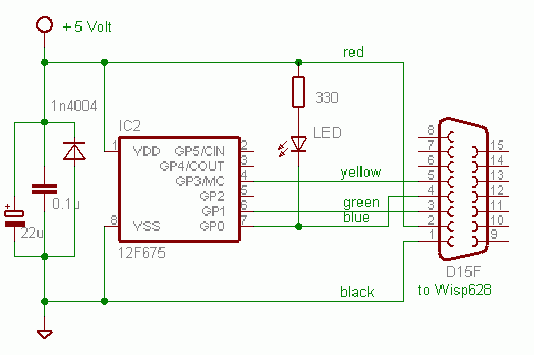 +5 Volt
red
1n4004
330
IC2
LED
8
1 VDD GP5/CIN 2
7 15
GP4/COUT 3
6 14
GP3/MC 4
yellow
5 13
GP2 5
4 12
0.1u
GP1 6
green
3 11
+
8 VSS GP0 7
blue
2 10
22u
1 9
12F675
D15F
to Wisp628
black